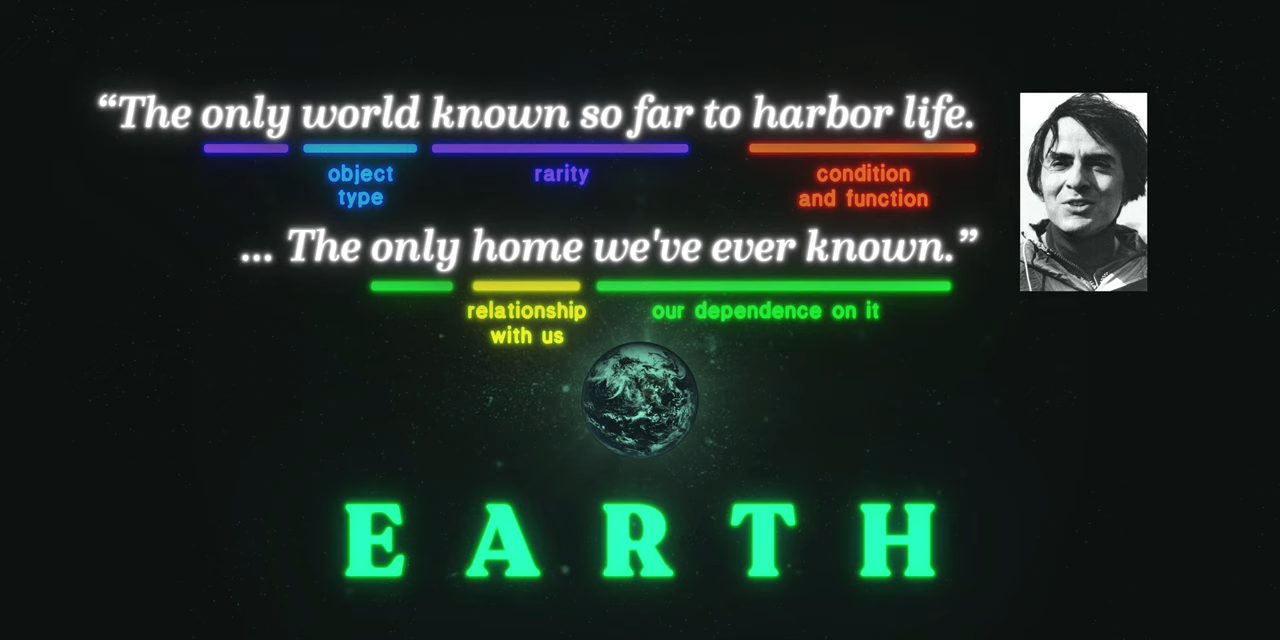 “The only world known so far to harbor life.
object
type
rarity
condition
and function
... The only home we've ever known.”
relationship
with us
our dependence on it
EARTH